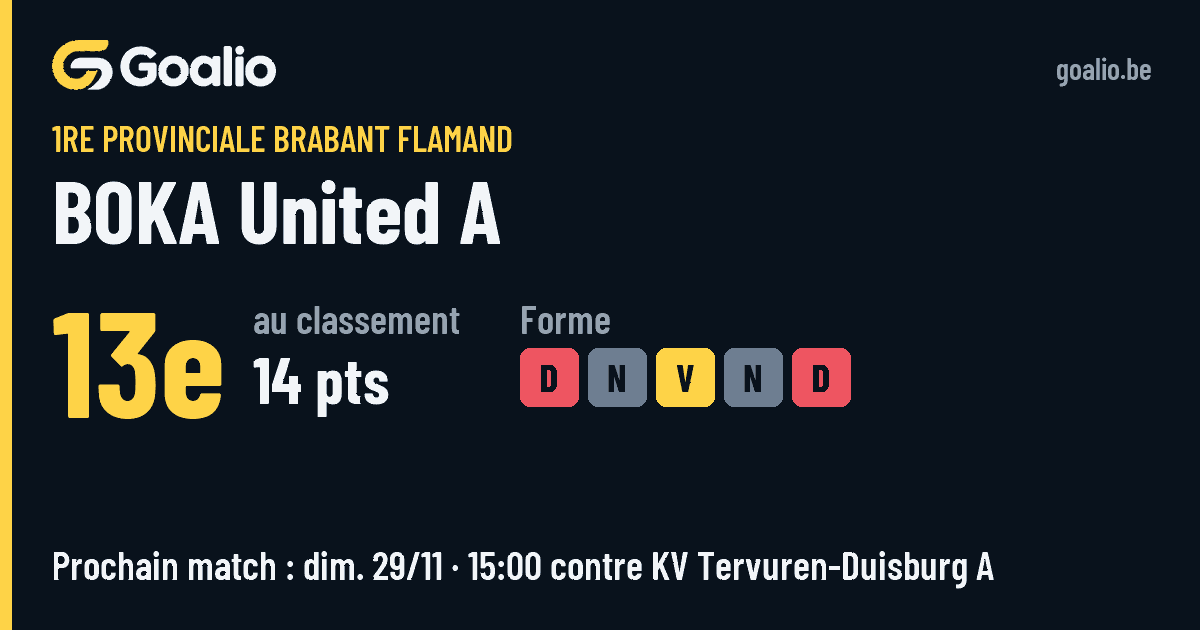 Goalio
goalio.be
1RE PROVINCIALE BRABANT FLAMAND
BOKA United A
13e
au classement
14 pts
Forme
D N V N D
Prochain match : dim. 29/11 · 15:00 contre KV Tervuren-Duisburg A